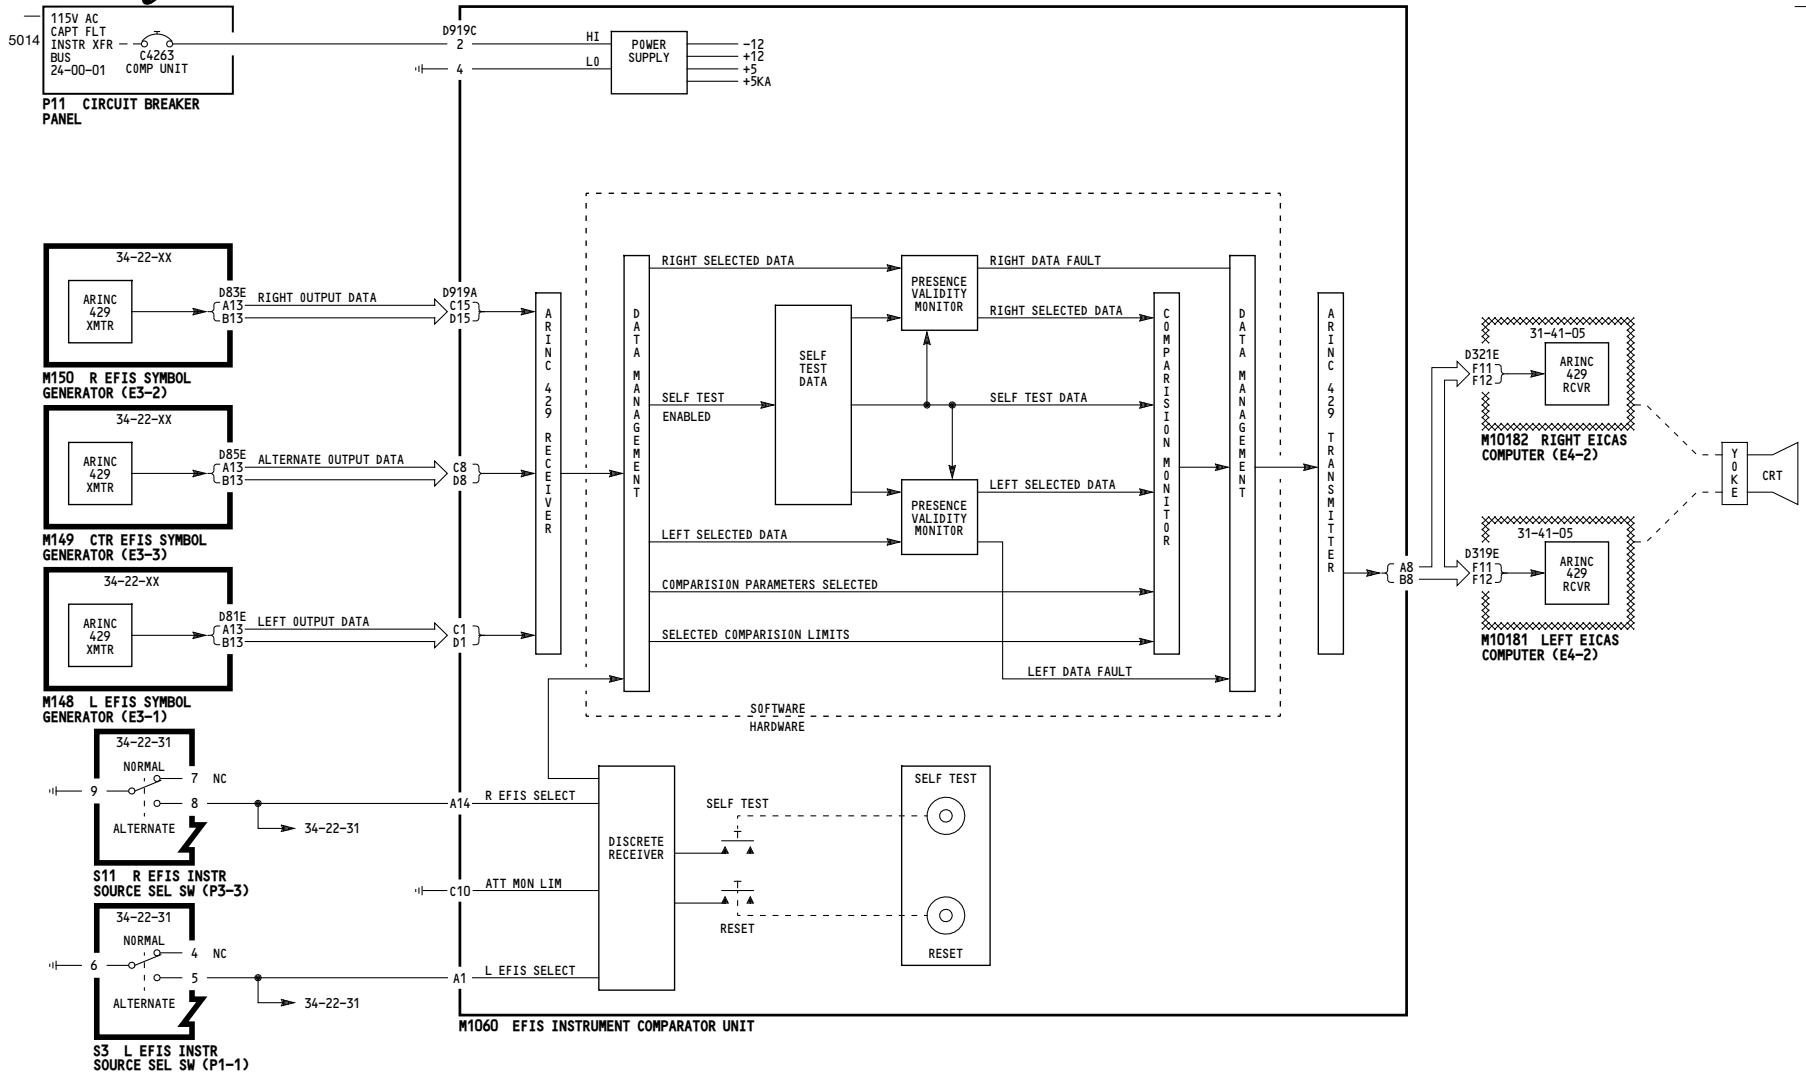 5014
115V AC
CAPT FLT
INSTR XFR
BUS
24-00-01
C4263
COMP UNIT
P11 CIRCUIT BREAKER
PANEL
D919C
2
4
HI
LO
POWER
SUPPLY
-12
+12
+5
+5KA
34-22-XX
ARINC
429
XMTR
D83E
A13
B13
RIGHT OUTPUT DATA
D919A
C15
D15
M150 R EFIS SYMBOL
GENERATOR (E3-2)
34-22-XX
ARINC
429
XMTR
D85E
A13
B13
ALTERNATE OUTPUT DATA
C8
D8
M149 CTR EFIS SYMBOL
GENERATOR (E3-3)
34-22-XX
ARINC
429
XMTR
D81E
A13
B13
LEFT OUTPUT DATA
C1
D1
M148 L EFIS SYMBOL
GENERATOR (E3-1)
ARINC 429 RECEIVER
DATA MANAGEMENT
RIGHT SELECTED DATA
SELF TEST
ENABLED
LEFT SELECTED DATA
COMPARISION PARAMETERS SELECTED
SELECTED COMPARISION LIMITS
SELF
TEST
DATA
PRESENCE
VALIDITY
MONITOR
PRESENCE
VALIDITY
MONITOR
RIGHT DATA FAULT
RIGHT SELECTED DATA
SELF TEST DATA
LEFT SELECTED DATA
LEFT DATA FAULT
COMPARISION MONITOR
DATA MANAGEMENT
ARINC 429 TRANSMITTER
SOFTWARE
HARDWARE
A8
B8
31-41-05
D321E
F11
F12
ARINC
429
RCVR
M10182 RIGHT EICAS
COMPUTER (E4-2)
31-41-05
D319E
F11
F12
ARINC
429
RCVR
M10181 LEFT EICAS
COMPUTER (E4-2)
YOKE
CRT
34-22-31
NORMAL
7 NC
9
8
ALTERNATE
34-22-31
S11 R EFIS INSTR
SOURCE SEL SW (P3-3)
A14
R EFIS SELECT
C10
ATT MON LIM
34-22-31
NORMAL
4 NC
6
5
ALTERNATE
34-22-31
S3 L EFIS INSTR
SOURCE SEL SW (P1-1)
A1
L EFIS SELECT
DISCRETE
RECEIVER
SELF TEST
RESET
SELF TEST
RESET
M1060 EFIS INSTRUMENT COMPARATOR UNIT